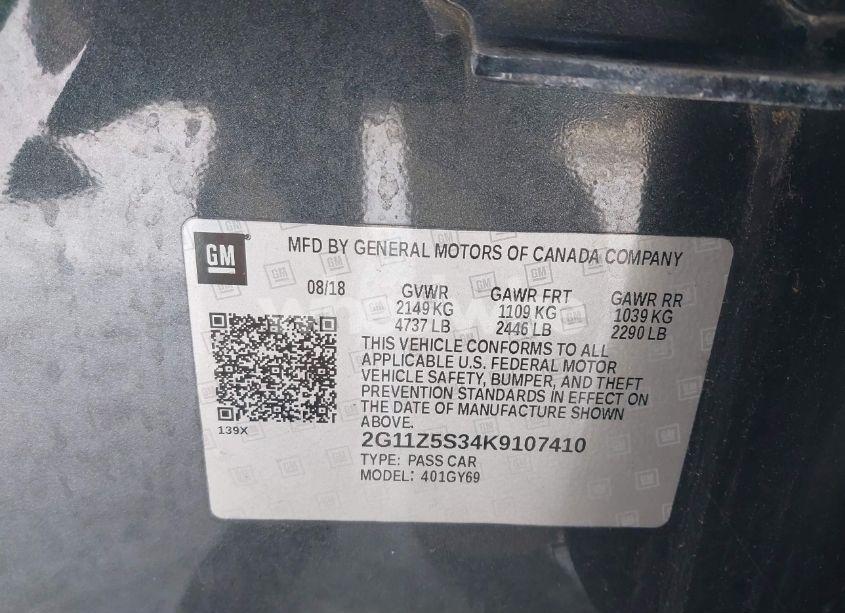 GM
MFD BY GENERAL MOTORS OF CANADA COMPANY
08/18 GVWR GAWR FRT GAWR RR
2149 KG 1109 KG 1039 KG
4737 LB 2446 LB 2290 LB
THIS VEHICLE CONFORMS TO ALL
APPLICABLE U.S. FEDERAL MOTOR
VEHICLE SAFETY, BUMPER, AND THEFT
PREVENTION STANDARDS IN EFFECT ON
THE DATE OF MANUFACTURE SHOWN
ABOVE.
139X
2G11Z5S34K9107410
TYPE: PASS CAR
MODEL: 401GY69